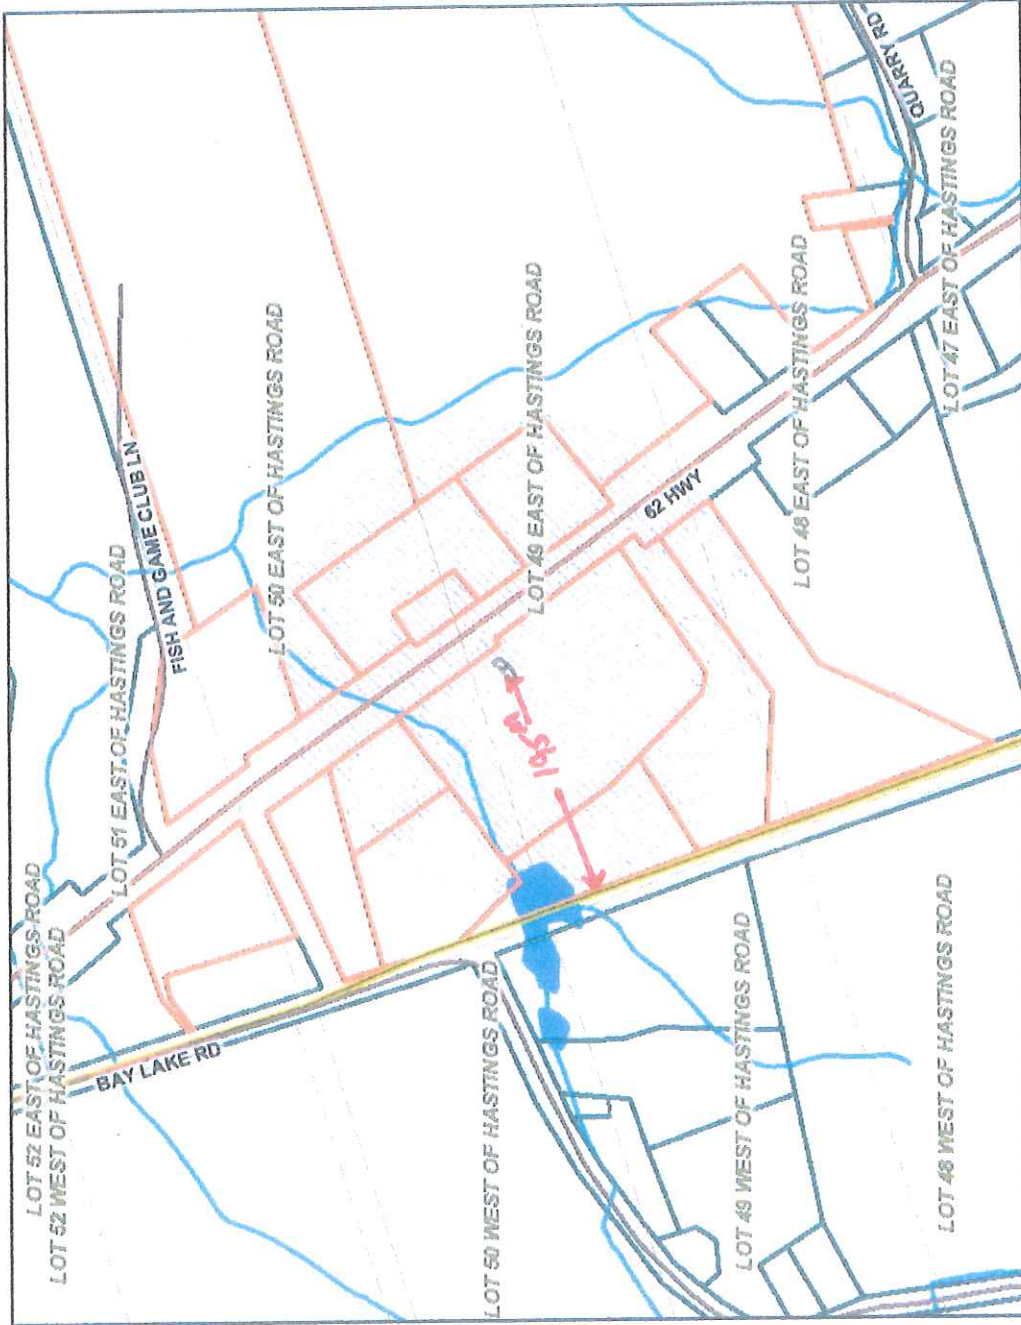 QUARRY RD
LOT 47 EAST OF HASTINGS ROAD
LOT 48 EAST OF HASTINGS ROAD
62 HWY
LOT 49 EAST OF HASTINGS ROAD
LOT 50 EAST OF HASTINGS ROAD
FISH AND GAME CLUB LN
LOT 51 EAST OF HASTINGS ROAD
LOT 52 EAST OF HASTINGS ROAD
LOT 52 WEST OF HASTINGS ROAD
BAY LAKE RD
195m
LOT 50 WEST OF HASTINGS ROAD
LOT 49 WEST OF HASTINGS ROAD
LOT 48 WEST OF HASTINGS ROAD